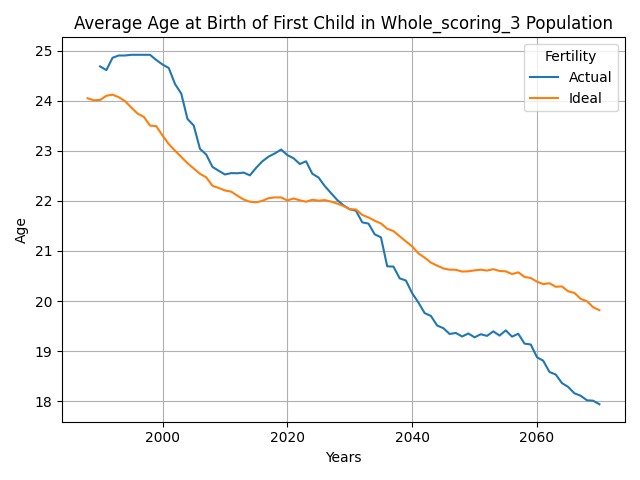 Average Age at Birth of First Child in Whole_scoring_3 Population
Fertility
Actual
Ideal
25
24
23
22
21
20
19
18
Age
2000
2020
2040
2060
Years